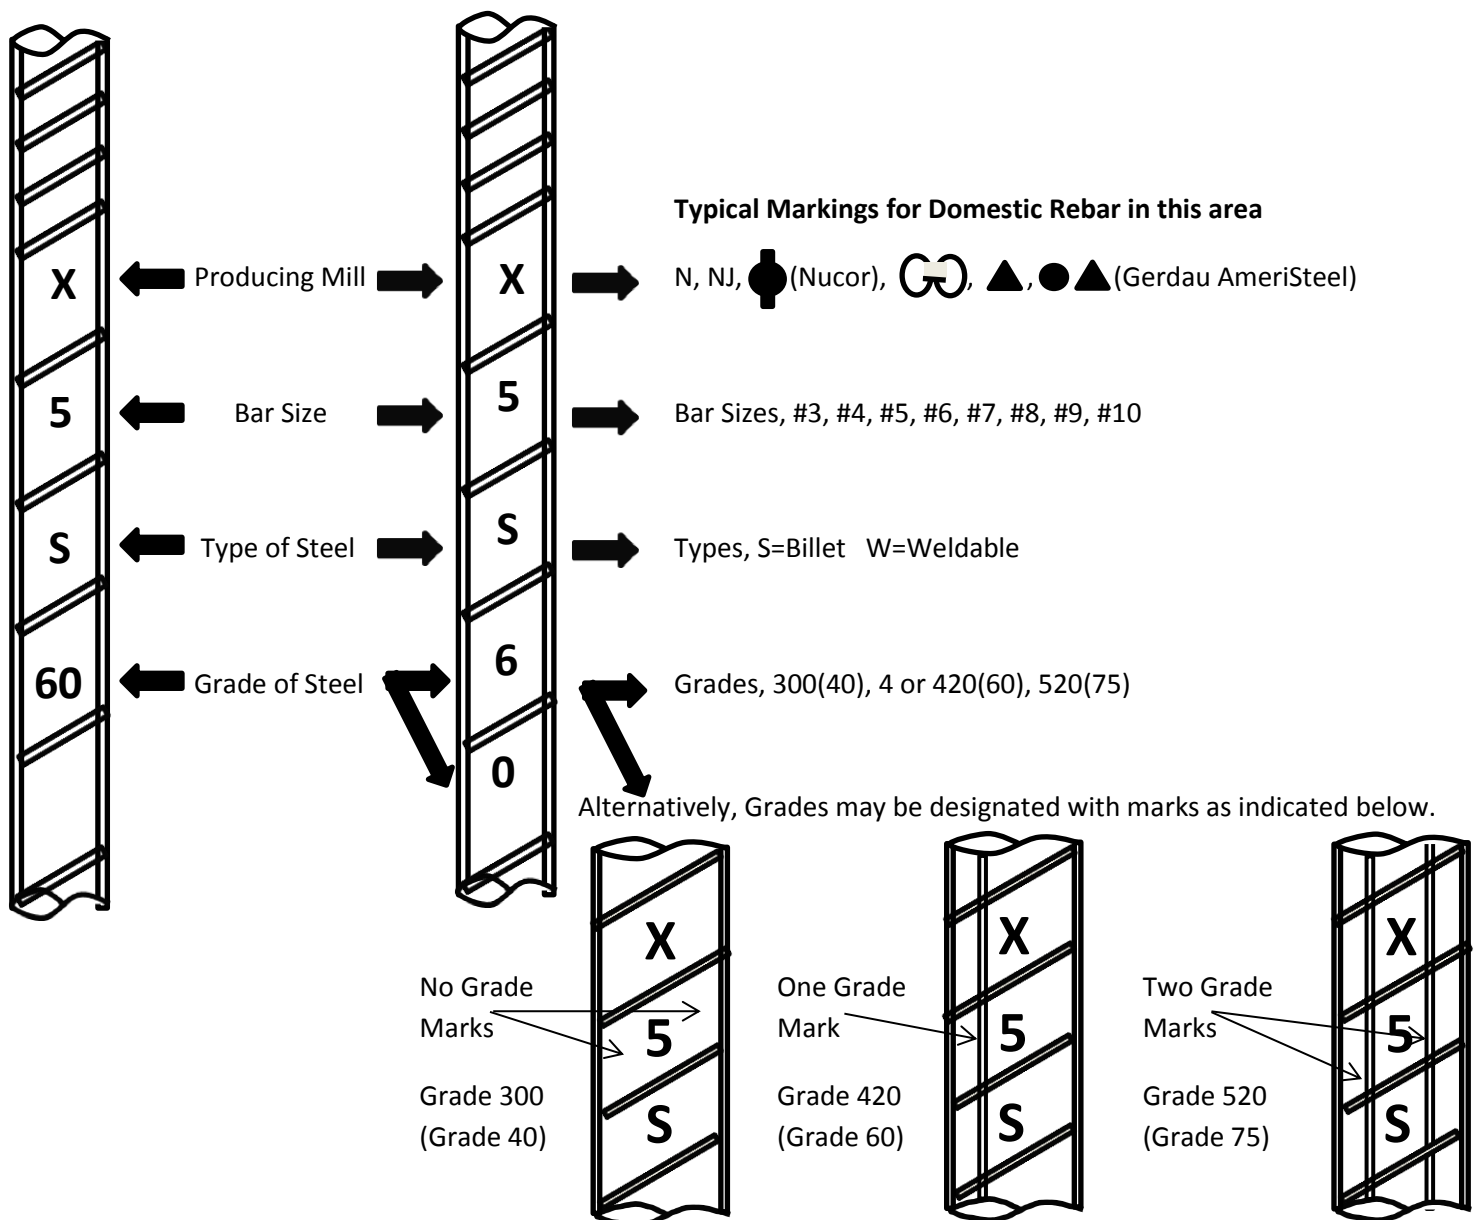 Typical Markings for Domestic Rebar in this area
X
Producing Mill
X
N, NJ, (Nucor), , , (Gerdau AmeriSteel)
5
Bar Size
5
Bar Sizes, #3, #4, #5, #6, #7, #8, #9, #10
S
Type of Steel
S
Types, S=Billet W=Weldable
60
Grade of Steel
6
0
Grades, 300(40), 4 or 420(60), 520(75)
Alternatively, Grades may be designated with marks as indicated below.
No Grade
Marks
Grade 300
(Grade 40)
X
5
S
One Grade
Mark
Grade 420
(Grade 60)
X
5
S
Two Grade
Marks
Grade 520
(Grade 75)
X
5
S